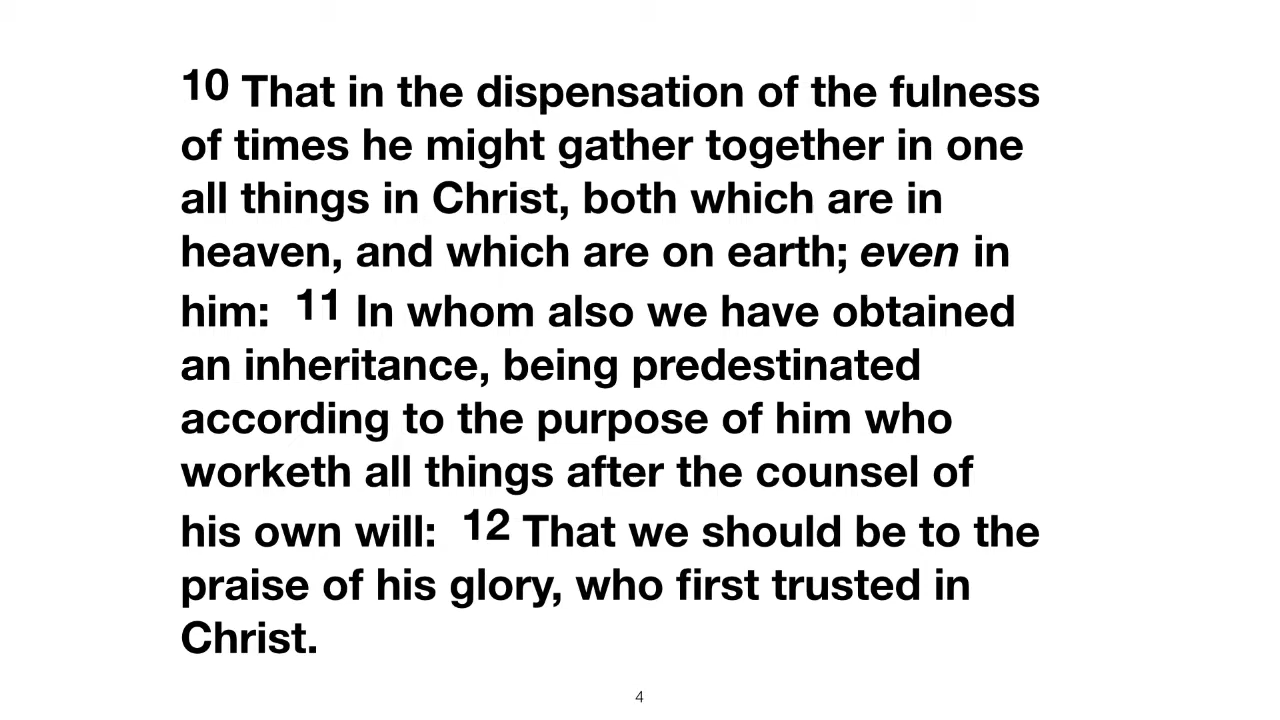 10 That in the dispensation of the fulness
of times he might gather together in one
all things in Christ, both which are in
heaven, and which are on earth; even in
him: 11 In whom also we have obtained
an inheritance, being predestinated
according to the purpose of him who
worketh all things after the counsel of
his own will: 12 That we should be to the
praise of his glory, who first trusted in
Christ.
4